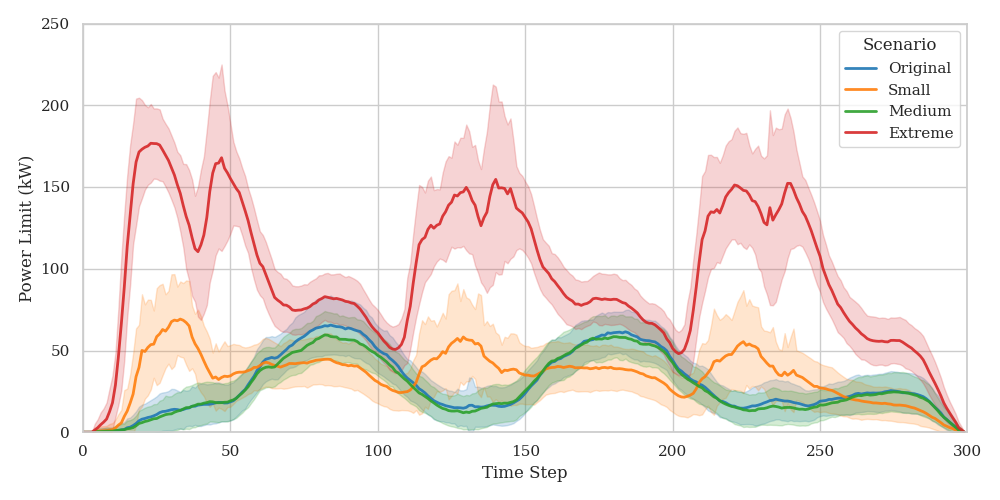 250
200
150
100
50
0
Power Limit (kW)
0 50 100 150 200 250 300
Time Step
Scenario
Original
Small
Medium
Extreme